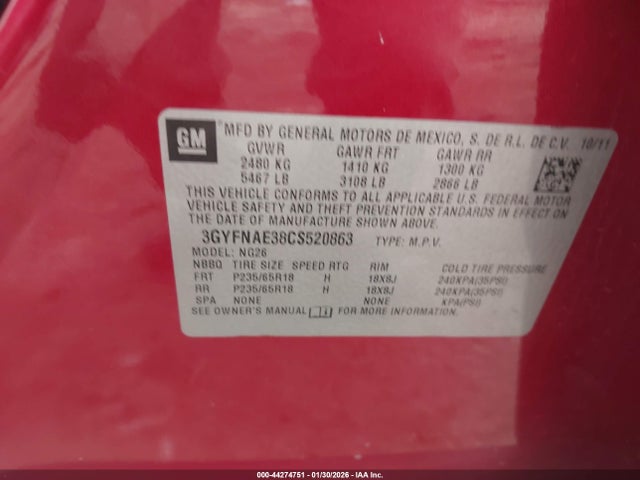 GM
*MFD BY GENERAL MOTORS DE MEXICO, S. DE R.L. DE C.V. 10/11
GVWR GAWR FRT GAWR RR
2480 KG 1410 KG 1300 KG
5467 LB 3108 LB 2866 LB
THIS VEHICLE CONFORMS TO ALL APPLICABLE U.S. FEDERAL MOTOR
VEHICLE SAFETY AND THEFT PREVENTION STANDARDS IN EFFECT ON
THE DATE OF MANUFACTURE SHOWN ABOVE.
3GYFNAE38CS520863 TYPE: M.P.V.
MODEL: NG26
NBBQ TIRE SIZE SPEED RTG RIM COLD TIRE PRESSURE
FRT P235/65R18 H 18X8J 240KPA(35PSI)
RR P235/65R18 H 18X8J 240KPA(35PSI)
SPA NONE NONE KPA(PSI)
SEE OWNER'S MANUAL FOR MORE INFORMATION.
000-44274751 - 01/30/2026 - IAA Inc.